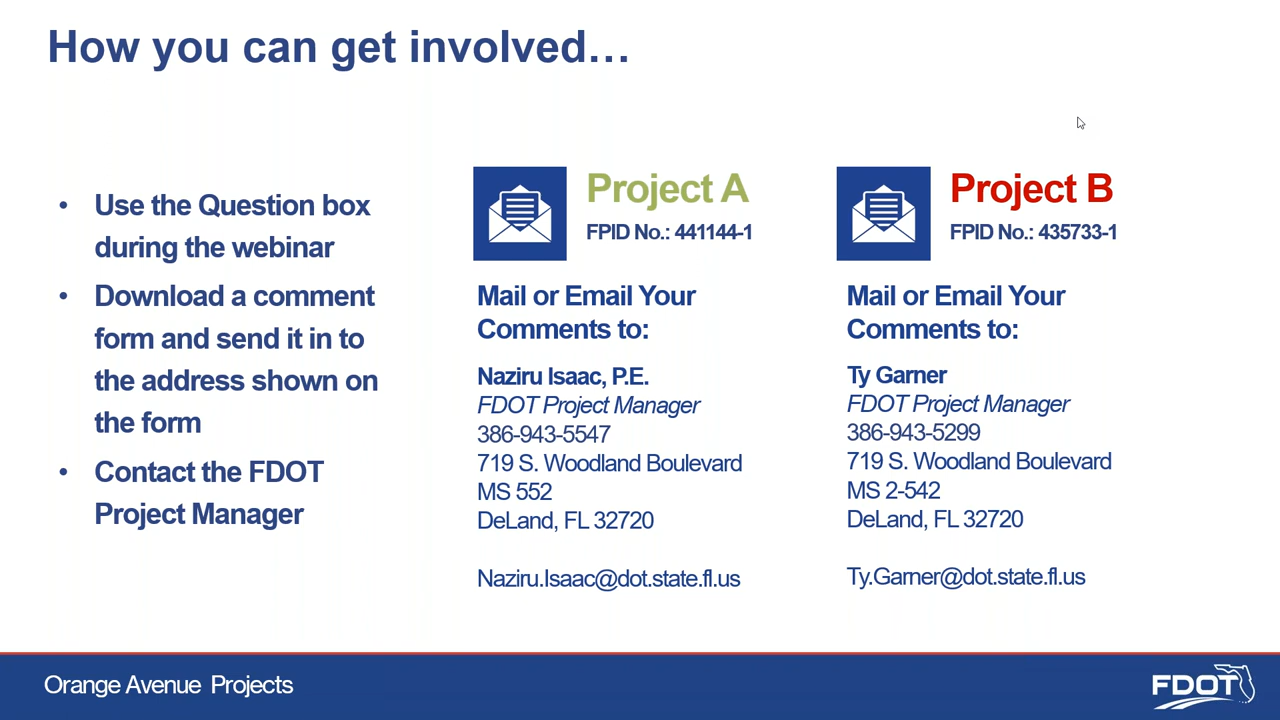 How you can get involved…
• Use the Question box
during the webinar
• Download a comment
form and send it in to
the address shown on
the form
• Contact the FDOT
Project Manager
Project A
FPID No.: 441144-1
Mail or Email Your
Comments to:
Naziru Isaac, P.E.
FDOT Project Manager
386-943-5547
719 S. Woodland Boulevard
MS 552
DeLand, FL 32720
Naziru.Isaac@dot.state.fl.us
Project B
FPID No.: 435733-1
Mail or Email Your
Comments to:
Ty Garner
FDOT Project Manager
386-943-5299
719 S. Woodland Boulevard
MS 2-542
DeLand, FL 32720
Ty.Garner@dot.state.fl.us
Orange Avenue Projects
FDOT